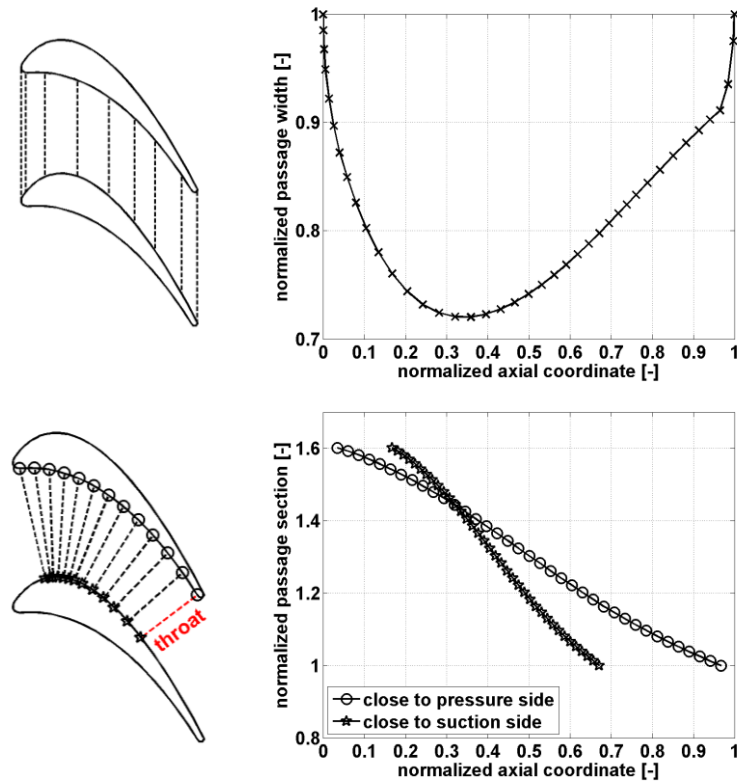 normalized passage width [-]
1
0.9
0.8
0.7
0 0.1 0.2 0.3 0.4 0.5 0.6 0.7 0.8 0.9 1
normalized axial coordinate [-]
throat
normalized passage section [-]
1.6
1.4
1.2
1
0.8
close to pressure side
close to suction side
0 0.1 0.2 0.3 0.4 0.5 0.6 0.7 0.8 0.9 1
normalized axial coordinate [-]